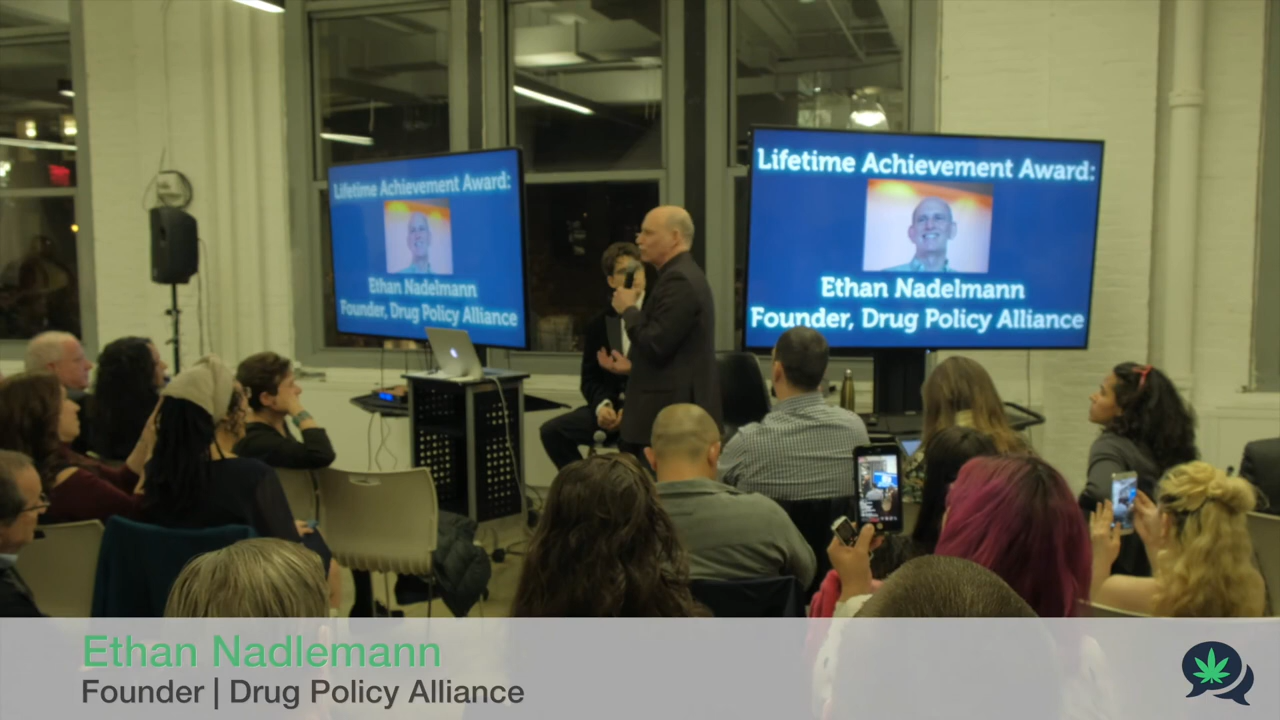 Lifetime Achievement Award:
Ethan Nadelmann
Founder, Drug Policy Alliance
Lifetime Achievement Award:
Ethan Nadelmann
Founder, Drug Policy Alliance
Ethan Nadlemann
Founder | Drug Policy Alliance